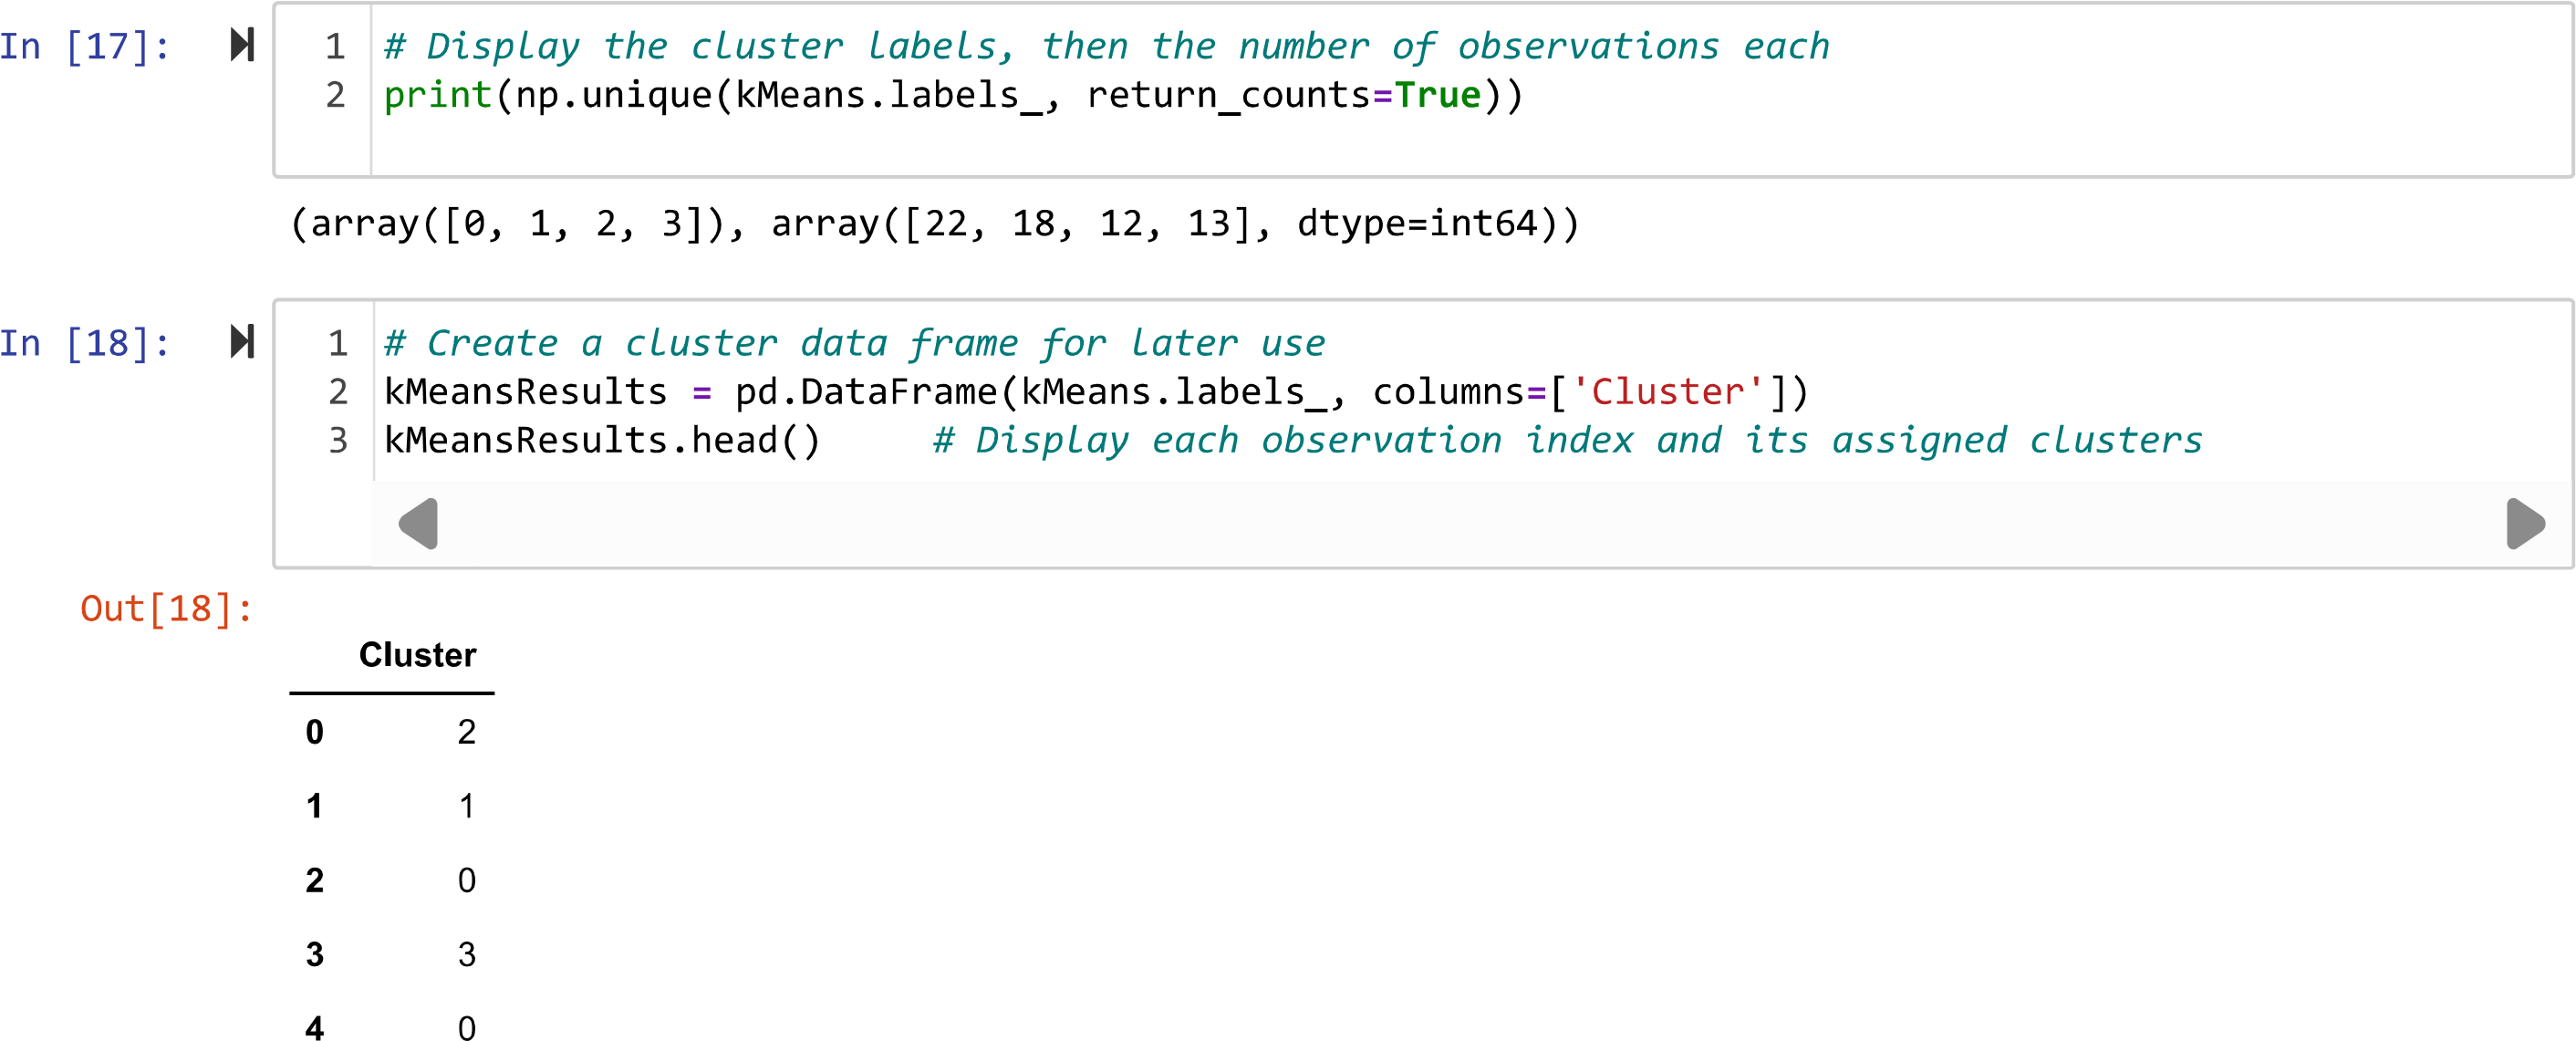 In [17]:
1 # Display the cluster labels, then the number of observations each
2 print(np.unique(kMeans.labels_, return_counts=True))
(array([0, 1, 2, 3]), array([22, 18, 12, 13], dtype=int64))
In [18]:
1 # Create a cluster data frame for later use
2 kMeansResults = pd.DataFrame(kMeans.labels_, columns=['Cluster'])
3 kMeansResults.head() # Display each observation index and its assigned clusters
Out[18]:
Cluster
0 2
1 1
2 0
3 3
4 0